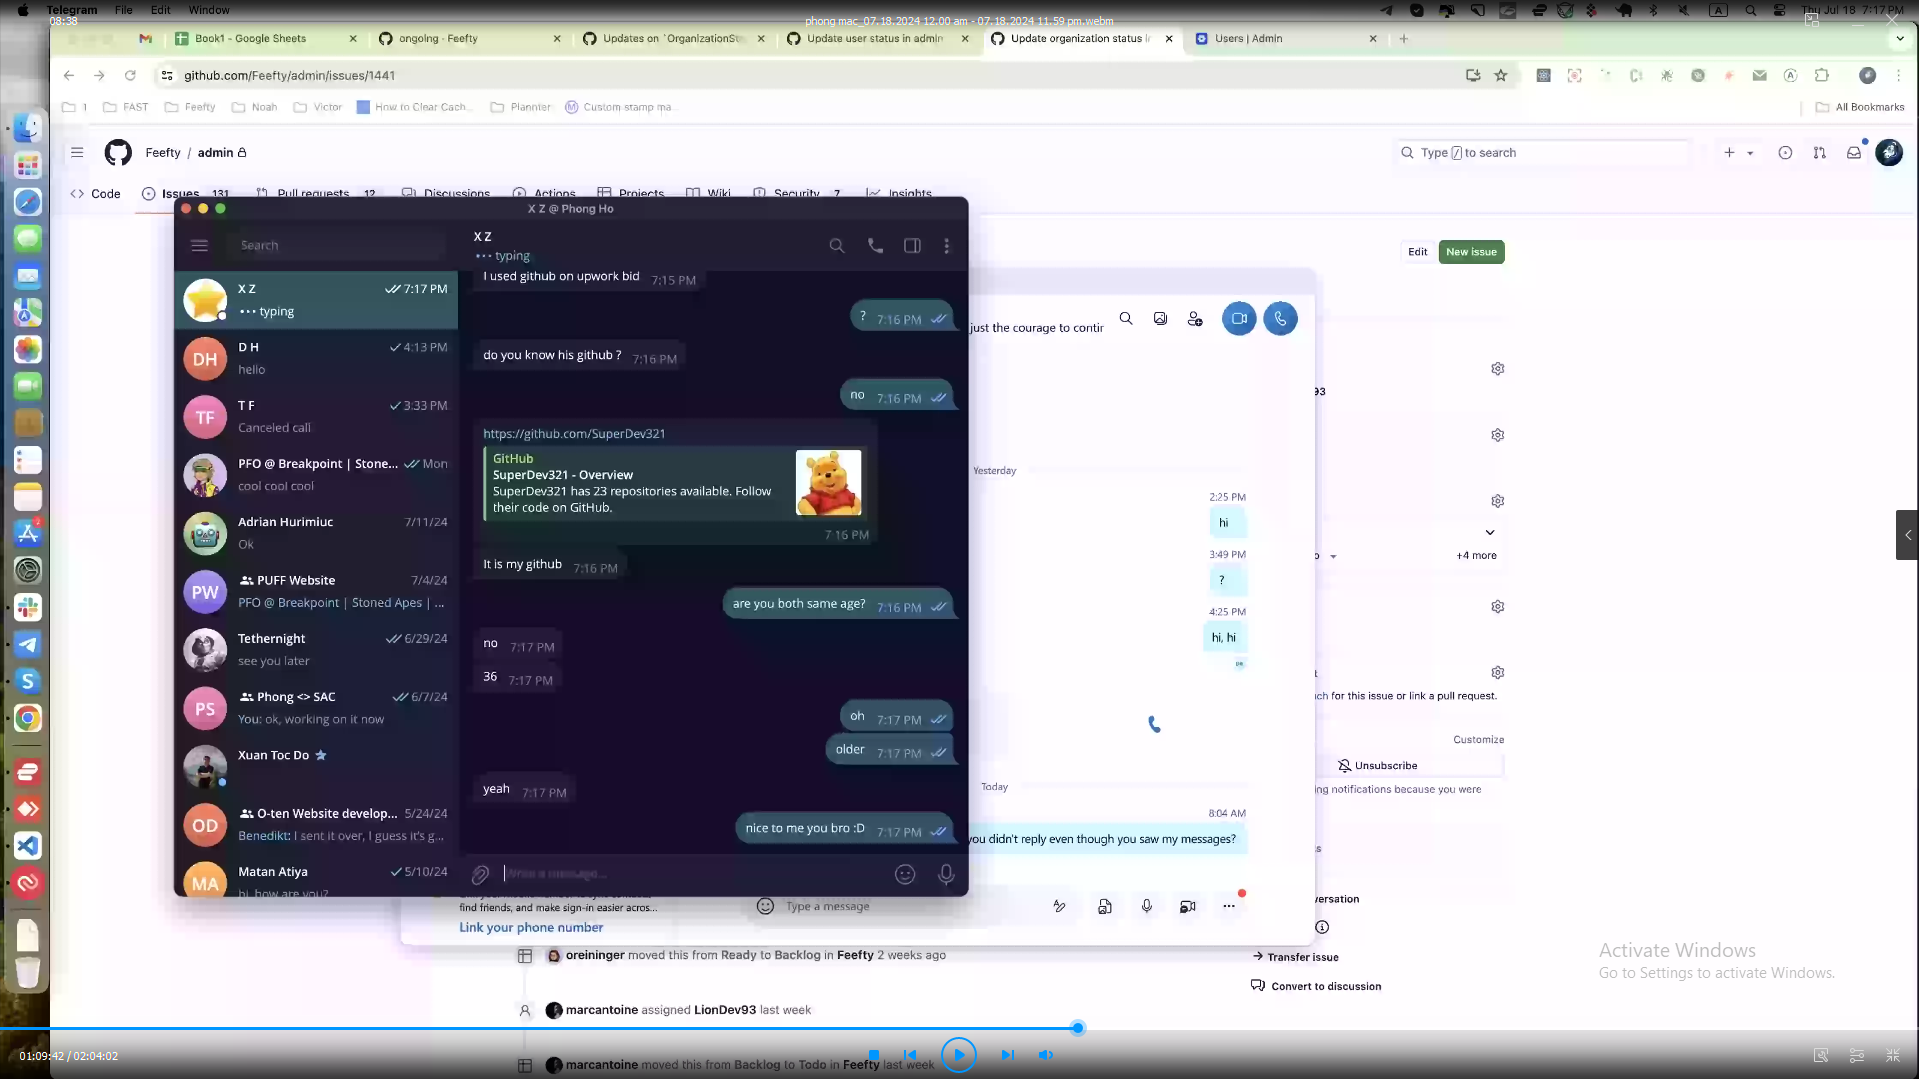 Telegram File Edit Window
Thu Jul 18 7:17 PM
08:38
phong mac_07.18.2024 12.00 am - 07.18.2024 11.59 pm.webm
Book1 - Google Sheets
ongoing · Feefty
Updates on `OrganizationSt
Update user status in admin
Update organization status i
Users | Admin
github.com/Feefty/admin/issues/1441
1
FAST
Feefty
Noah
Victor
How to Clear Cach...
Plannter
Custom stamp ma...
All Bookmarks
Feefty / admin
Type / to search
Code
Issues 131
Pull requests 12
Discussions
Actions
Projects
Wiki
Security 7
Insights
Edit
New issue
X Z @ Phong Ho
Search
X Z
••• typing
X Z 7:17 PM
••• typing
DH
D H 4:13 PM
hello
TF
T F 3:33 PM
Canceled call
PFO @ Breakpoint | Stone... Mon
cool cool cool
Adrian Hurimiuc 7/11/24
Ok
PW
PUFF Website 7/4/24
PFO @ Breakpoint | Stoned Apes | ...
Tethernight 6/29/24
see you later
PS
Phong <> SAC 6/7/24
You: ok, working on it now
Xuan Toc Do
OD
O-ten Website develop... 5/24/24
Benedikt: I sent it over, I guess it's g...
MA
Matan Atiya 5/10/24
hi, how are you?
I used github on upwork bid 7:15 PM
? 7:16 PM
do you know his github ? 7:16 PM
no 7:16 PM
https://github.com/SuperDev321
GitHub
SuperDev321 - Overview
SuperDev321 has 23 repositories available. Follow
their code on GitHub.
7:16 PM
It is my github 7:16 PM
are you both same age? 7:16 PM
no 7:17 PM
36 7:17 PM
oh 7:17 PM
older 7:17 PM
yeah 7:17 PM
nice to me you bro :D 7:17 PM
Write a message...
just the courage to contir
Yesterday
2:25 PM
hi
3:49 PM
?
4:25 PM
hi, hi
Today
8:04 AM
you didn't reply even though you saw my messages?
Type a message
find friends, and make sign-in easier acros...
Link your phone number
93
+4 more
for this issue or link a pull request.
Customize
Unsubscribe
ng notifications because you were
Transfer issue
Convert to discussion
oreininger moved this from Ready to Backlog in Feefty 2 weeks ago
marcantoine assigned LionDev93 last week
marcantoine moved this from Backlog to Todo in Feefty last week
Activate Windows
Go to Settings to activate Windows.
01:09:42 / 02:04:02